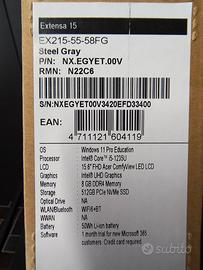 Extensa 15
EX215-55-58FG
Steel Gray
P/N: NX.EGYET.00V
RMN: N22C6
S/N:NXEGYET00V3420EFD33400
EAN:
4 711121 604119
OS Windows 11 Pro Education
Processor Intel® Core™ i5-1235U
Panel 15.6" FHD Acer ComfyView LED LCD
Graphics Intel® UHD Graphics
Memory 8 GB DDR4 Memory
Storage 512GB PCIe NVMe SSD
Optical Drive NA
WLAN/Bluetooth WiFi6+BT
WWAN NA
Battery 50Wh Li-ion battery
Software 1 month trial for new Microsoft 365
customers. Credit card required.
subito